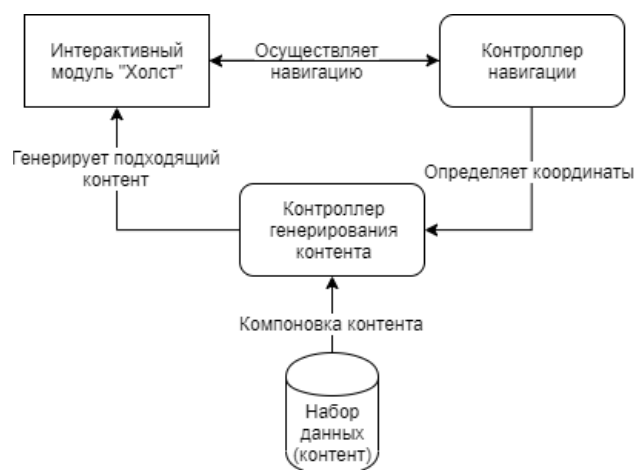 Интерактивный
модуль "Холст"
Осуществляет
навигацию
Контроллер
навигации
Генерирует подходящий
контент
Определяет координаты
Контроллер
генерирования
контента
Компоновка контента
Набор
данных
(контент)